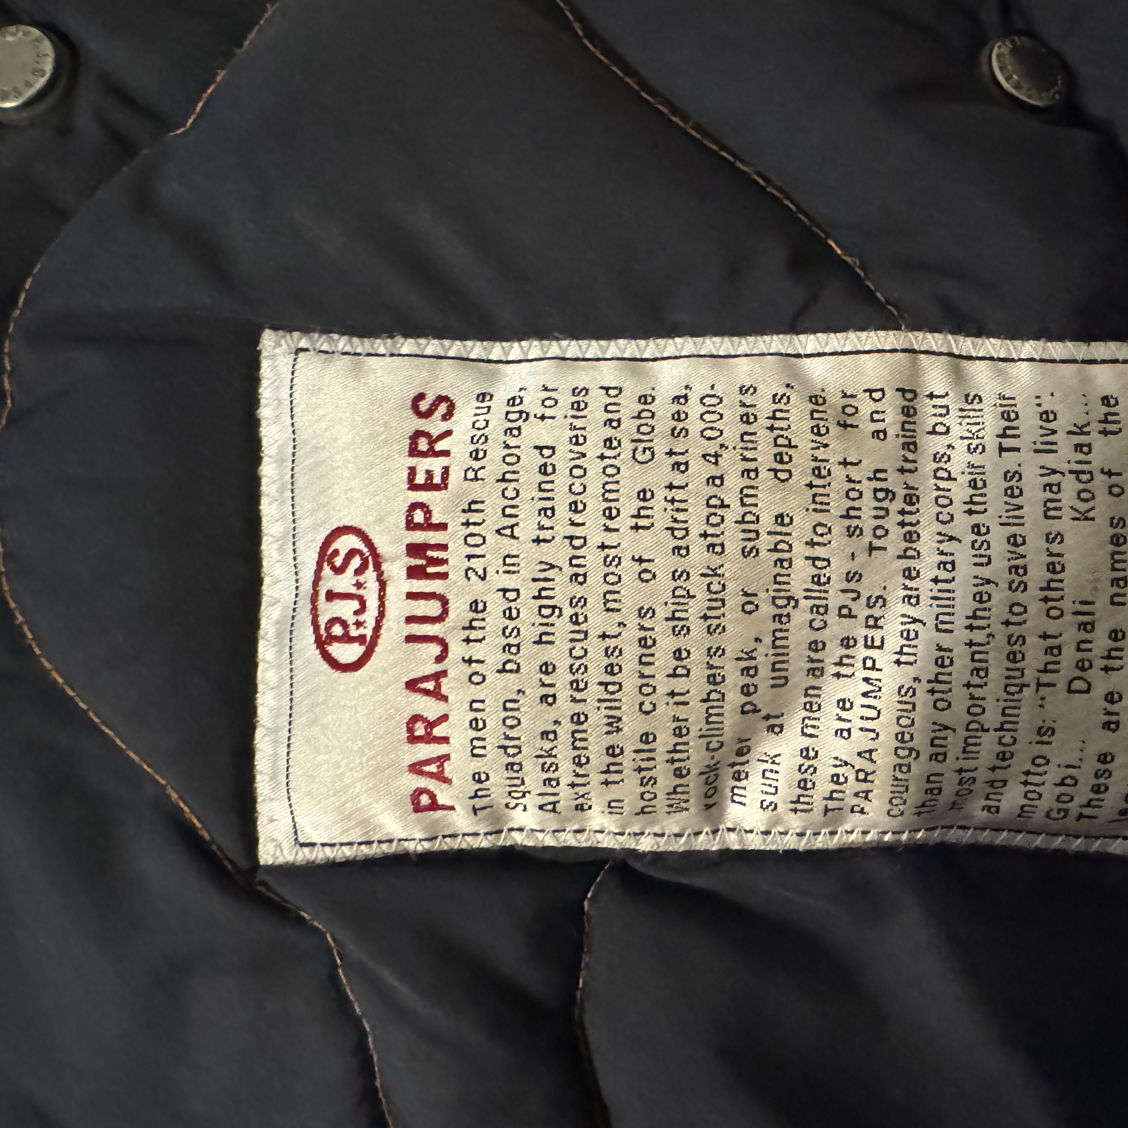 P.J.S
PARAJUMPERS
The men of the 210th Rescue
Squadron, based in Anchorage,
Alaska, are highly trained for
extreme rescues and recoveries
in the wildest, most remote and
hostile corners of the Globe.
Whether it be ships adrift at sea,
rock-climbers stuck atop a 4,000-
meter peak, or submariners
sunk at unimaginable depths,
these men are called to intervene.
They are the PJs - short for
PARAJUMPERS. Tough and
courageous, they are better trained
than any other military corps, but
most important, they use their skills
and techniques to save lives. Their
motto is: "That others may live".
Gobi... Denali... Kodiak...
These are the names of the